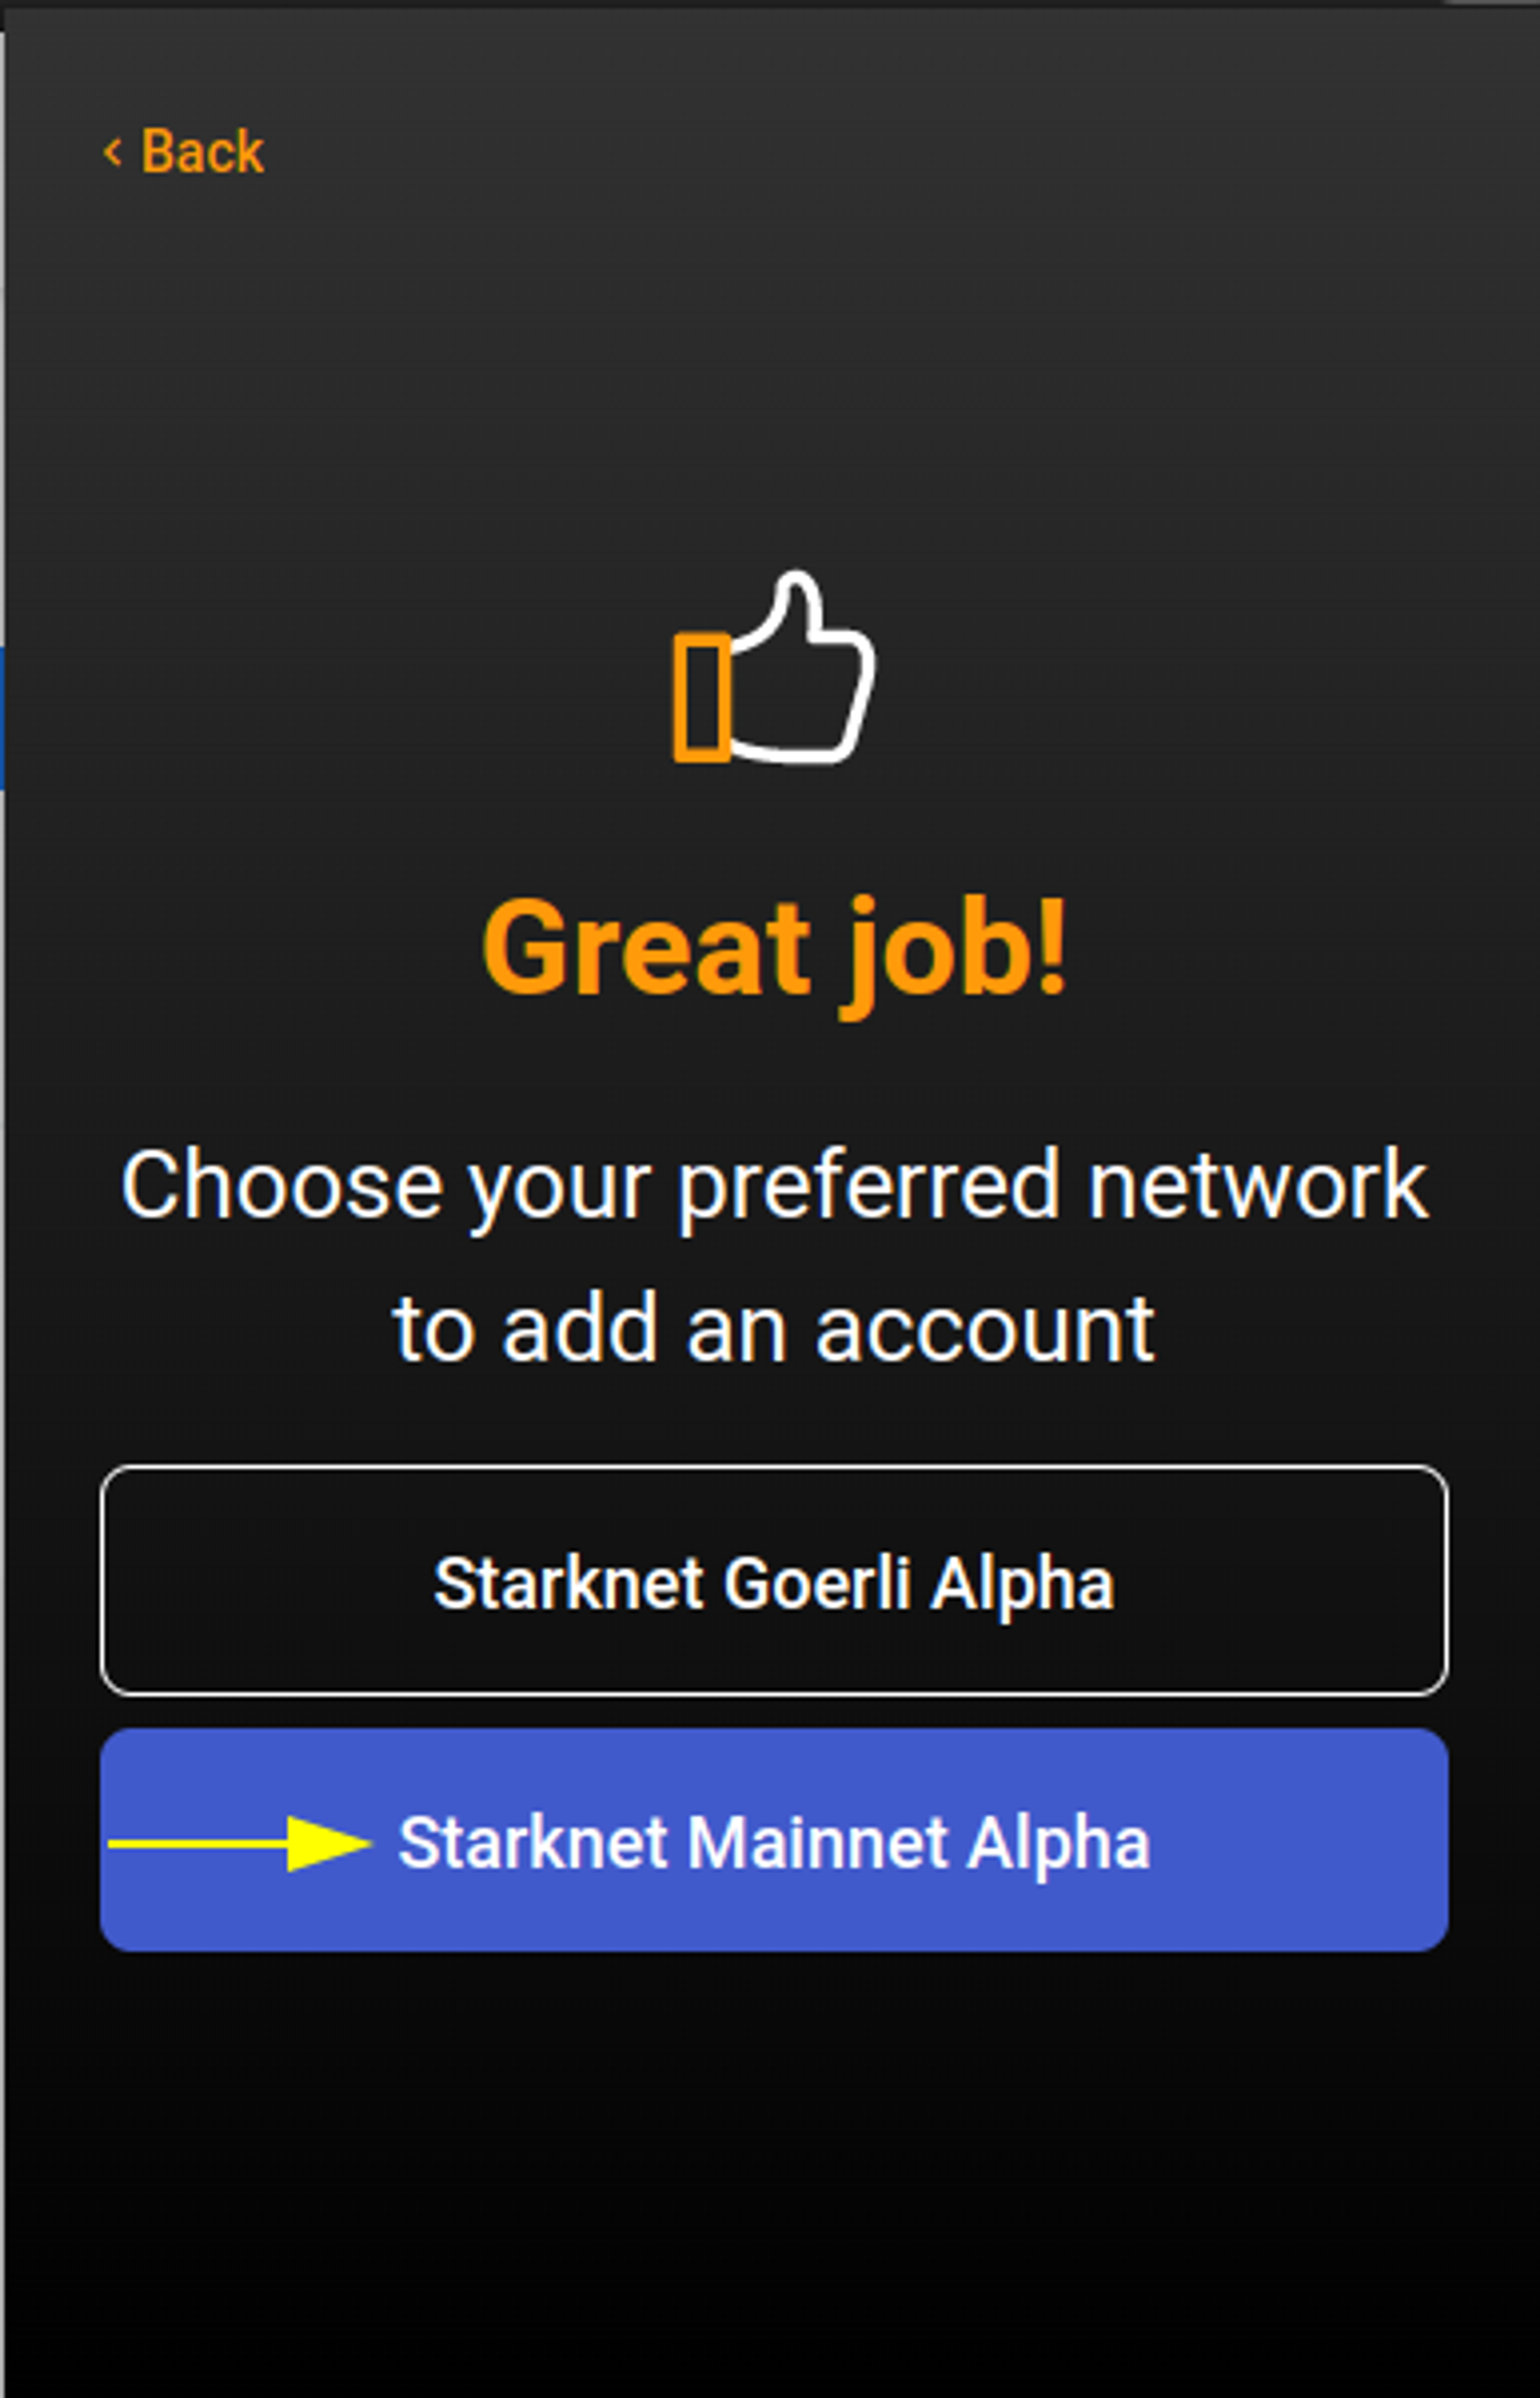 < Back
Great job!
Choose your preferred network
to add an account
Starknet Goerli Alpha
Starknet Mainnet Alpha